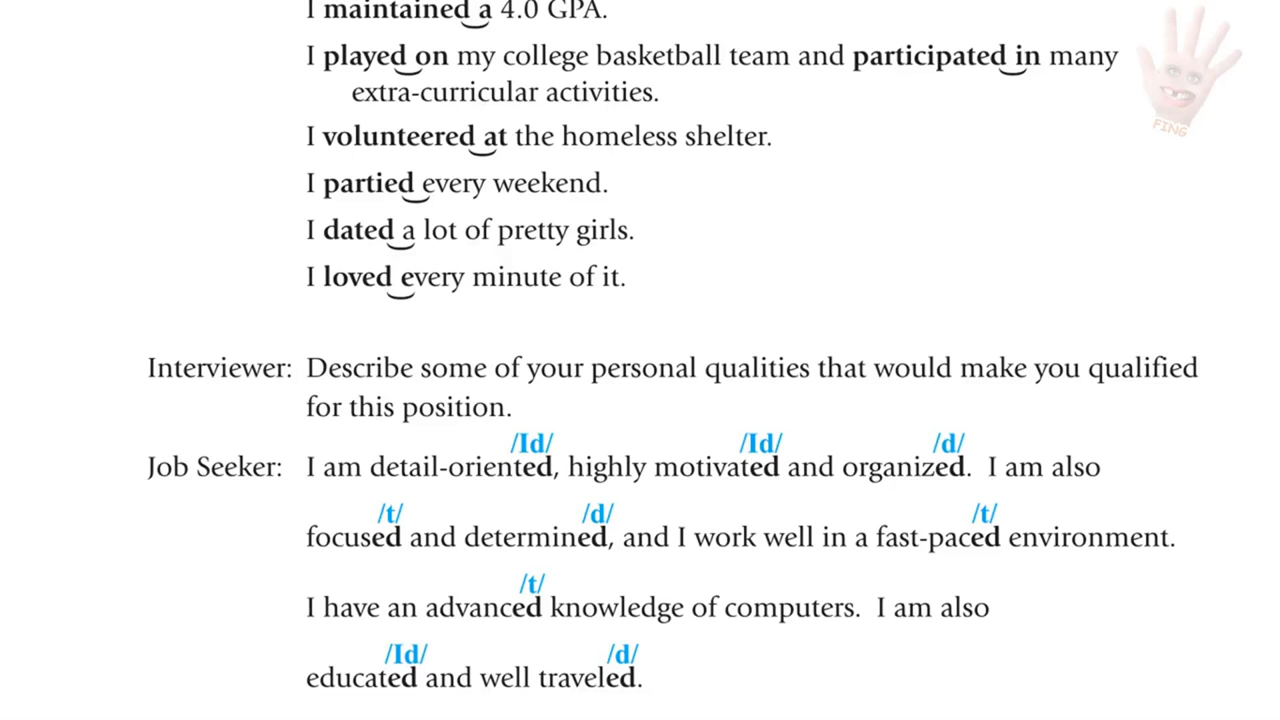 I maintained a 4.0 GPA.
I played on my college basketball team and participated in many
extra-curricular activities.
I volunteered at the homeless shelter.
I partied every weekend.
I dated a lot of pretty girls.
I loved every minute of it.
FING
Interviewer: Describe some of your personal qualities that would make you qualified
for this position.
/Id/ /Id/ /d/
Job Seeker: I am detail-oriented, highly motivated and organized. I am also
/t/ /d/ /t/
focused and determined, and I work well in a fast-paced environment.
/t/
I have an advanced knowledge of computers. I am also
/Id/ /d/
educated and well traveled.